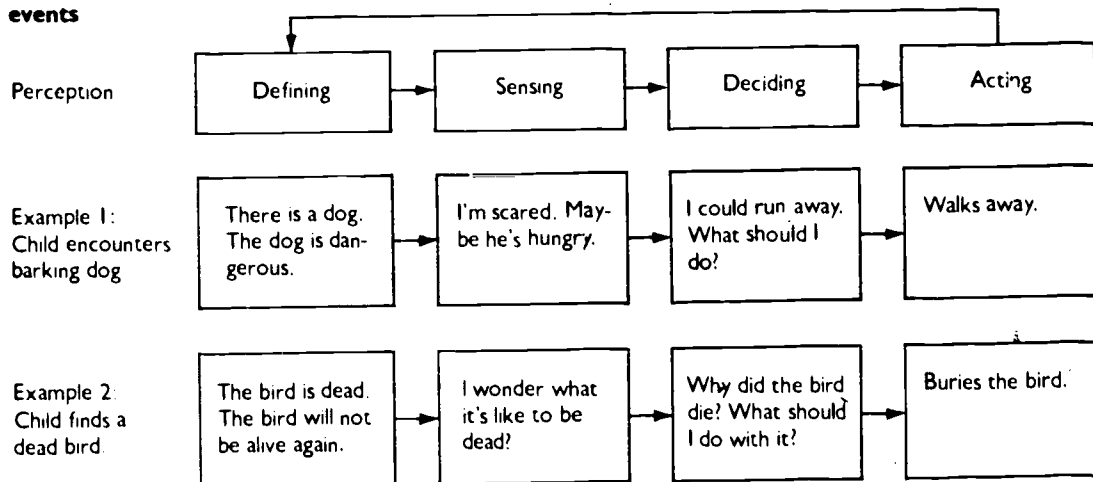 events
Perception
Defining
Sensing
Deciding
Acting
Example 1:
Child encounters
barking dog
There is a dog.
The dog is dan-
gerous.
I'm scared. May-
be he's hungry.
I could run away.
What should I
do?
Walks away.
Example 2:
Child finds a
dead bird.
The bird is dead.
The bird will not
be alive again.
I wonder what
it's like to be
dead?
Why did the bird
die? What should
I do with it?
Buries the bird.